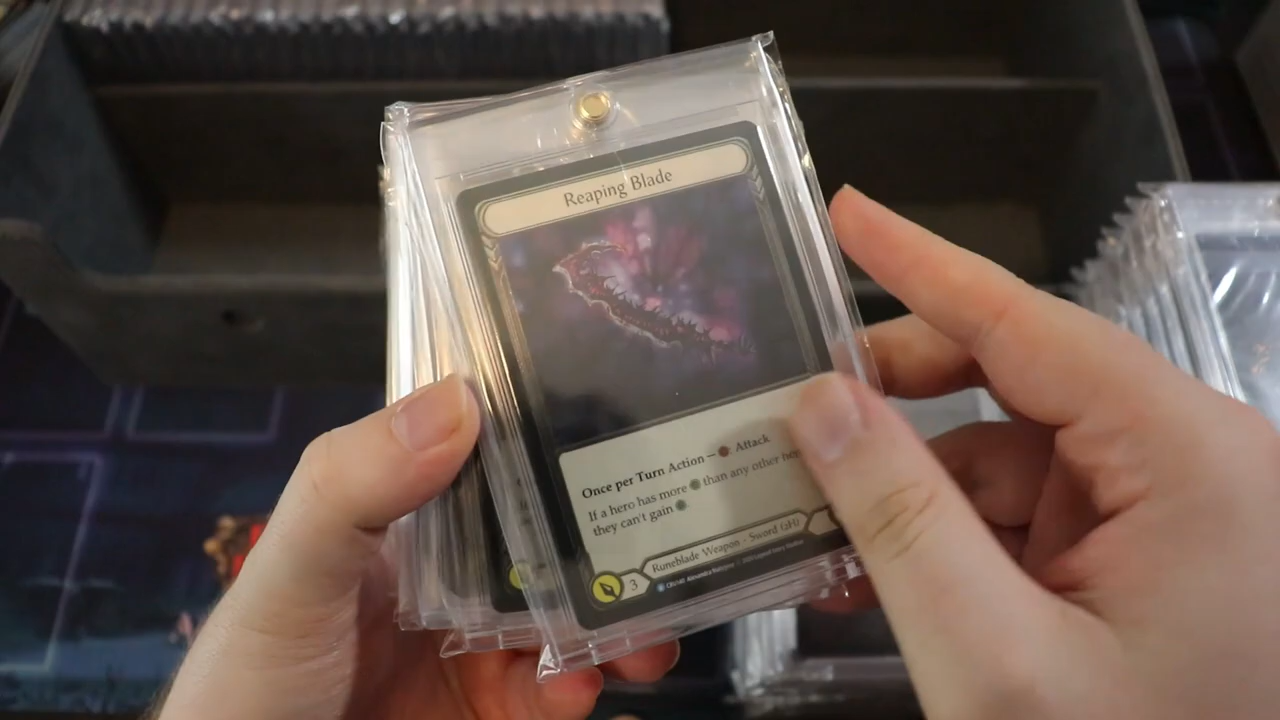 Reaping Blade
Once per Turn Action – : Attack
If a hero has more than any other
they can't gain .
3
Runeblade Weapon - Sword (2H)